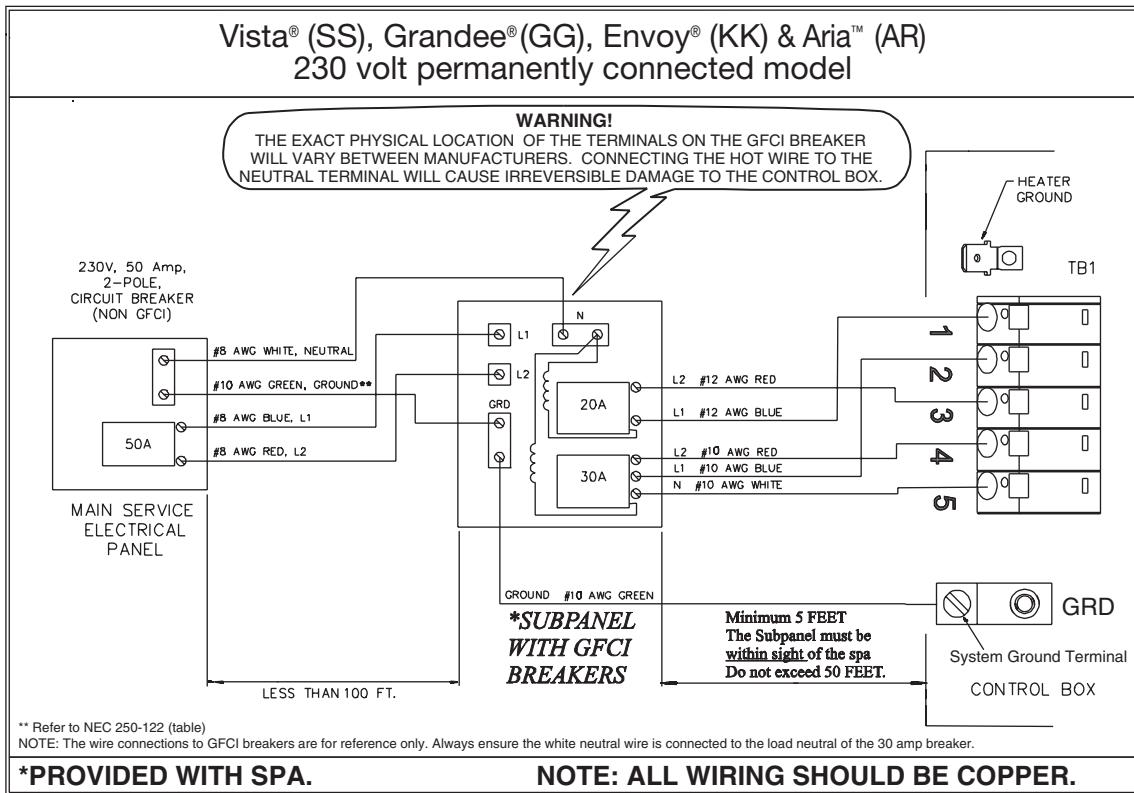 Vista® (SS), Grandee® (GG), Envoy® (KK) & Aria™ (AR)
230 volt permanently connected model
WARNING!
THE EXACT PHYSICAL LOCATION OF THE TERMINALS ON THE GFCI BREAKER
WILL VARY BETWEEN MANUFACTURERS. CONNECTING THE HOT WIRE TO THE
NEUTRAL TERMINAL WILL CAUSE IRREVERSIBLE DAMAGE TO THE CONTROL BOX.
230V, 50 Amp,
2-POLE,
CIRCUIT BREAKER
(NON GFCI)
#8 AWG WHITE, NEUTRAL
#10 AWG GREEN, GROUND**
#8 AWG BLUE, L1
#8 AWG RED, L2
50A
MAIN SERVICE
ELECTRICAL
PANEL
L1
N
L2
GRD
20A
30A
L2 #12 AWG RED
L1 #12 AWG BLUE
L2 #10 AWG RED
L1 #10 AWG BLUE
N #10 AWG WHITE
HEATER
GROUND
TB1
1
2
3
4
5
GROUND #10 AWG GREEN
*SUBPANEL
WITH GFCI
BREAKERS
Minimum 5 FEET
The Subpanel must be
within sight of the spa
Do not exceed 50 FEET.
GRD
System Ground Terminal
CONTROL BOX
LESS THAN 100 FT.
** Refer to NEC 250-122 (table)
NOTE: The wire connections to GFCI breakers are for reference only. Always ensure the white neutral wire is connected to the load neutral of the 30 amp breaker.
*PROVIDED WITH SPA.
NOTE: ALL WIRING SHOULD BE COPPER.